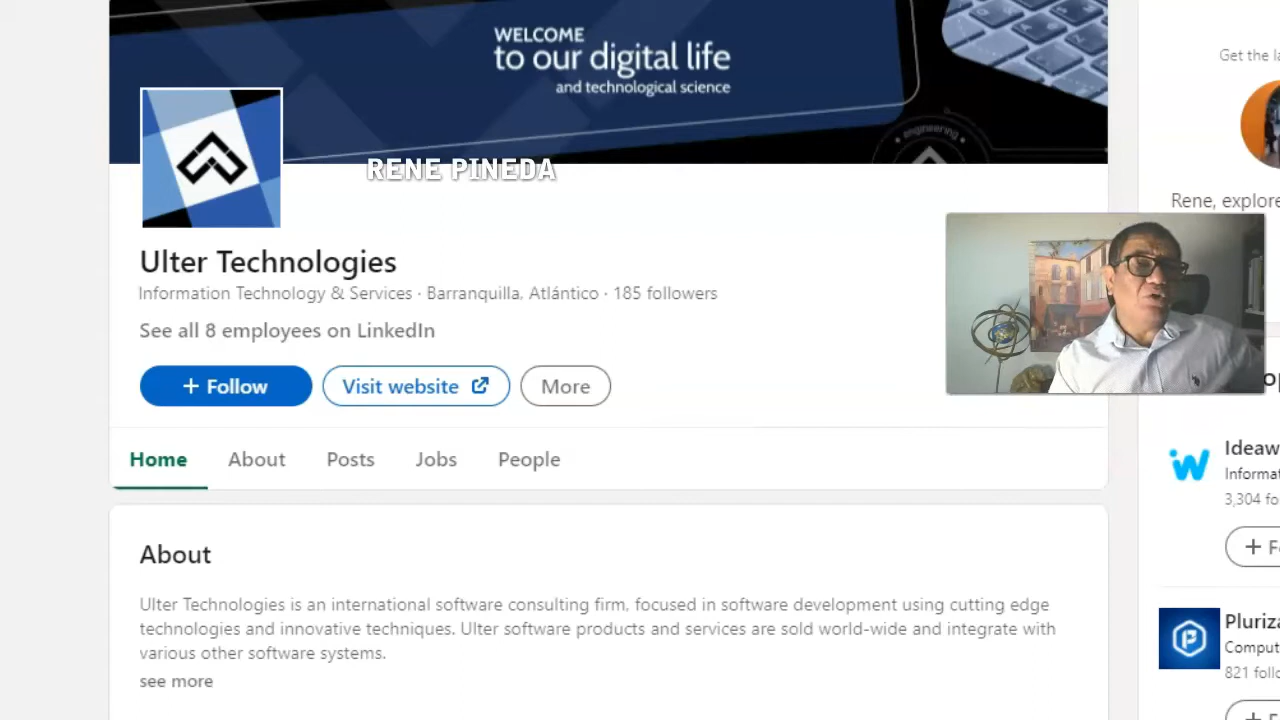 WELCOME
to our digital life
and technological science
engineering
RENE PINEDA
Ulter Technologies
Information Technology & Services · Barranquilla, Atlántico · 185 followers
See all 8 employees on LinkedIn
+ Follow
Visit website
More
Home
About
Posts
Jobs
People
About
Ulter Technologies is an international software consulting firm, focused in software development using cutting edge
technologies and innovative techniques. Ulter software products and services are sold world-wide and integrate with
various other software systems.
see more
Get the la
Rene, explore
Ideaw
Informat
3,304 fo
+ F
Pluriza
Comput
821 follo